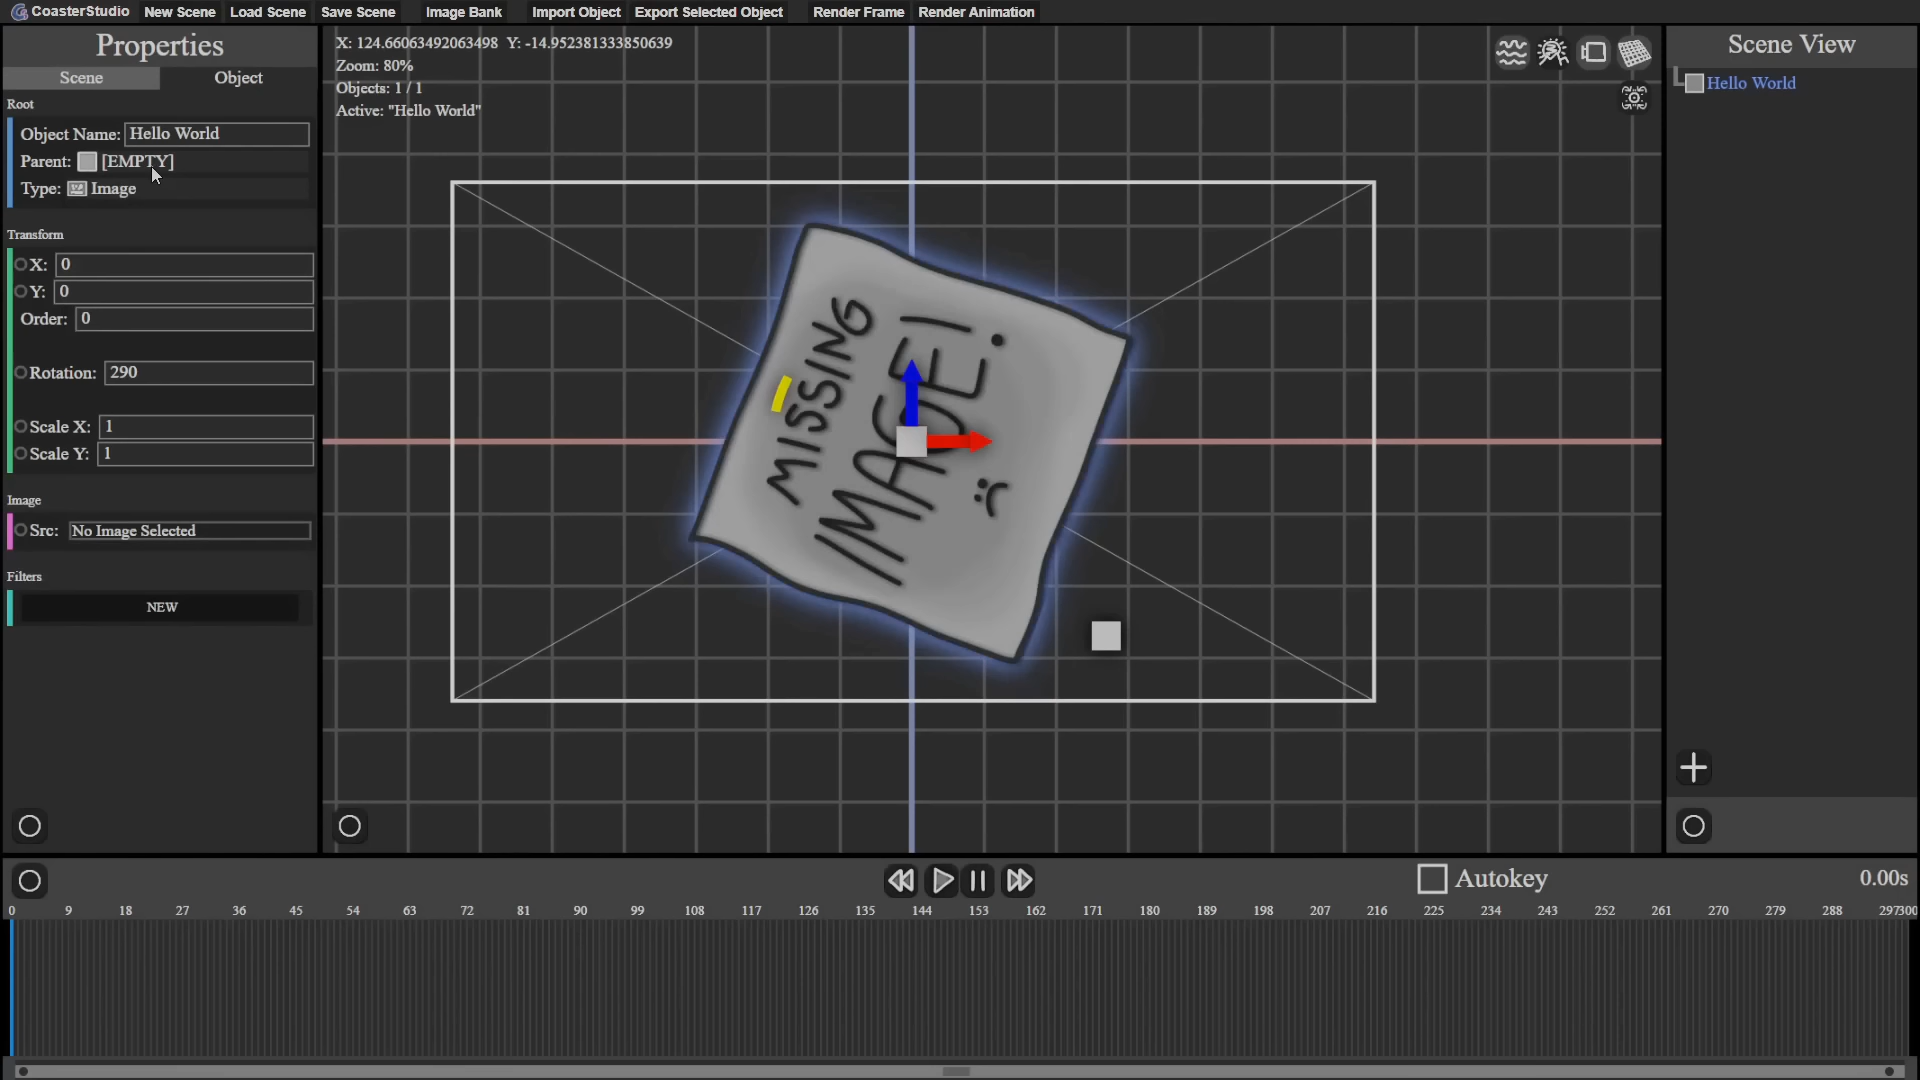 CoasterStudio New Scene Load Scene Save Scene Image Bank Import Object Export Selected Object Render Frame Render Animation
Properties
Scene Object
Root
Object Name: Hello World
Parent: [EMPTY]
Type: Image
Transform
X: 0
Y: 0
Order: 0
Rotation: 290
Scale X: 1
Scale Y: 1
Image
Src: No Image Selected
Filters
NEW
X: 124.66063492063498 Y: -14.952381333850639
Zoom: 80%
Objects: 1 / 1
Active: "Hello World"
MISSING
IMAGE!
:(
Scene View
Hello World
Autokey
0.00s
0 9 18 27 36 45 54 63 72 81 90 99 108 117 126 135 144 153 162 171 180 189 198 207 216 225 234 243 252 261 270 279 288 297300